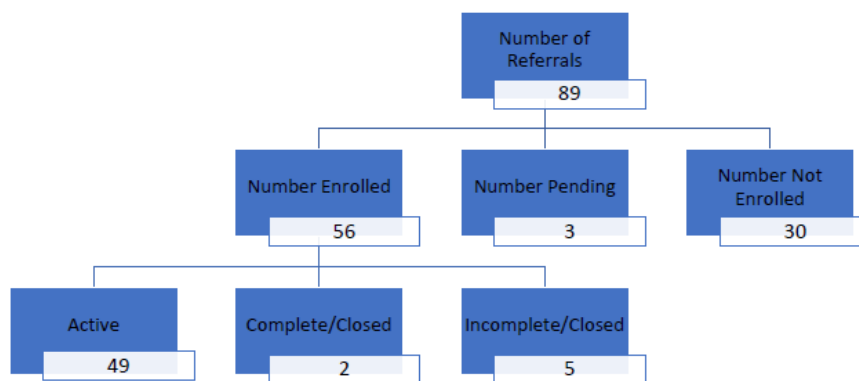 Number of
Referrals
89
Number Enrolled
56
Number Pending
3
Number Not
Enrolled
30
Active
49
Complete/Closed
2
Incomplete/Closed
5